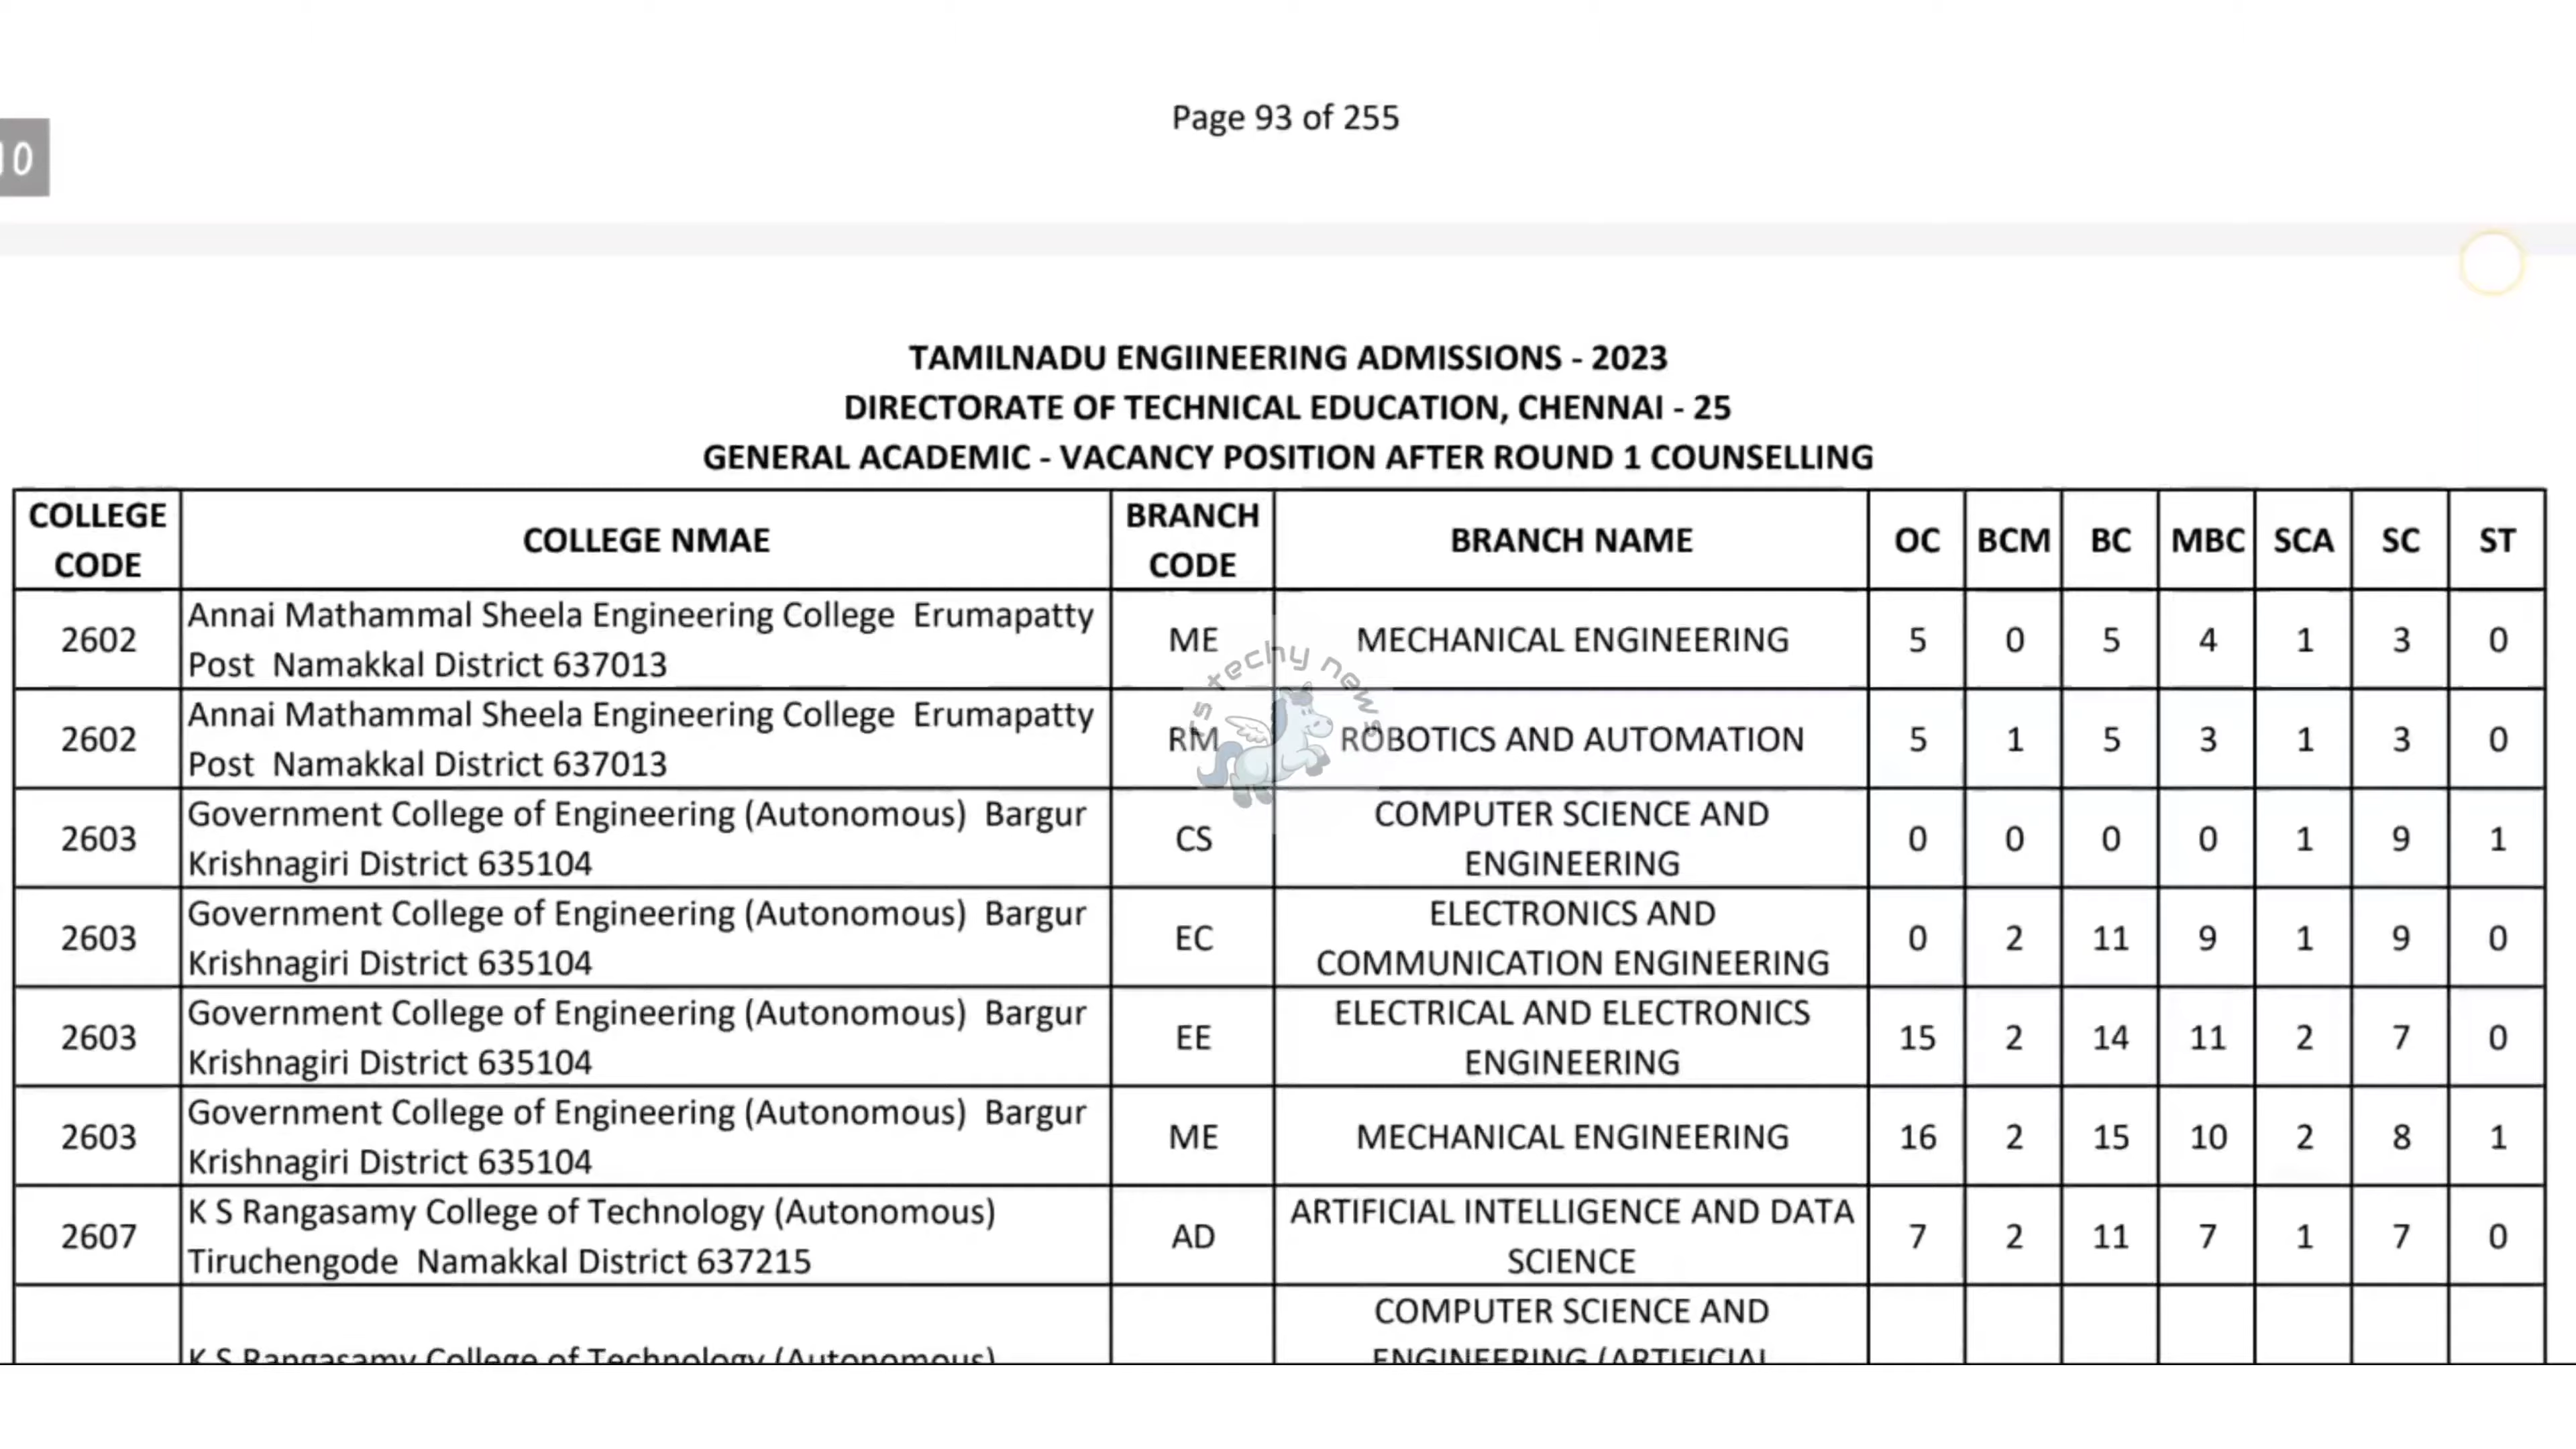 Page 93 of 255
10
TAMILNADU ENGIINEERING ADMISSIONS - 2023
DIRECTORATE OF TECHNICAL EDUCATION, CHENNAI - 25
GENERAL ACADEMIC - VACANCY POSITION AFTER ROUND 1 COUNSELLING
COLLEGE CODE COLLEGE NMAE BRANCH CODE BRANCH NAME OC BCM BC MBC SCA SC ST
2602 Annai Mathammal Sheela Engineering College Erumapatty
Post Namakkal District 637013 ME MECHANICAL ENGINEERING 5 0 5 4 1 3 0
2602 Annai Mathammal Sheela Engineering College Erumapatty
Post Namakkal District 637013 RM ROBOTICS AND AUTOMATION 5 1 5 3 1 3 0
2603 Government College of Engineering (Autonomous) Bargur
Krishnagiri District 635104 CS COMPUTER SCIENCE AND
ENGINEERING 0 0 0 0 1 9 1
2603 Government College of Engineering (Autonomous) Bargur
Krishnagiri District 635104 EC ELECTRONICS AND
COMMUNICATION ENGINEERING 0 2 11 9 1 9 0
2603 Government College of Engineering (Autonomous) Bargur
Krishnagiri District 635104 EE ELECTRICAL AND ELECTRONICS
ENGINEERING 15 2 14 11 2 7 0
2603 Government College of Engineering (Autonomous) Bargur
Krishnagiri District 635104 ME MECHANICAL ENGINEERING 16 2 15 10 2 8 1
2607 K S Rangasamy College of Technology (Autonomous)
Tiruchengode Namakkal District 637215 AD ARTIFICIAL INTELLIGENCE AND DATA
SCIENCE 7 2 11 7 1 7 0
COMPUTER SCIENCE AND
K S Rangasamy College of Technology (Autonomous) ENGINEERING (ARTIFICIAL
techy news